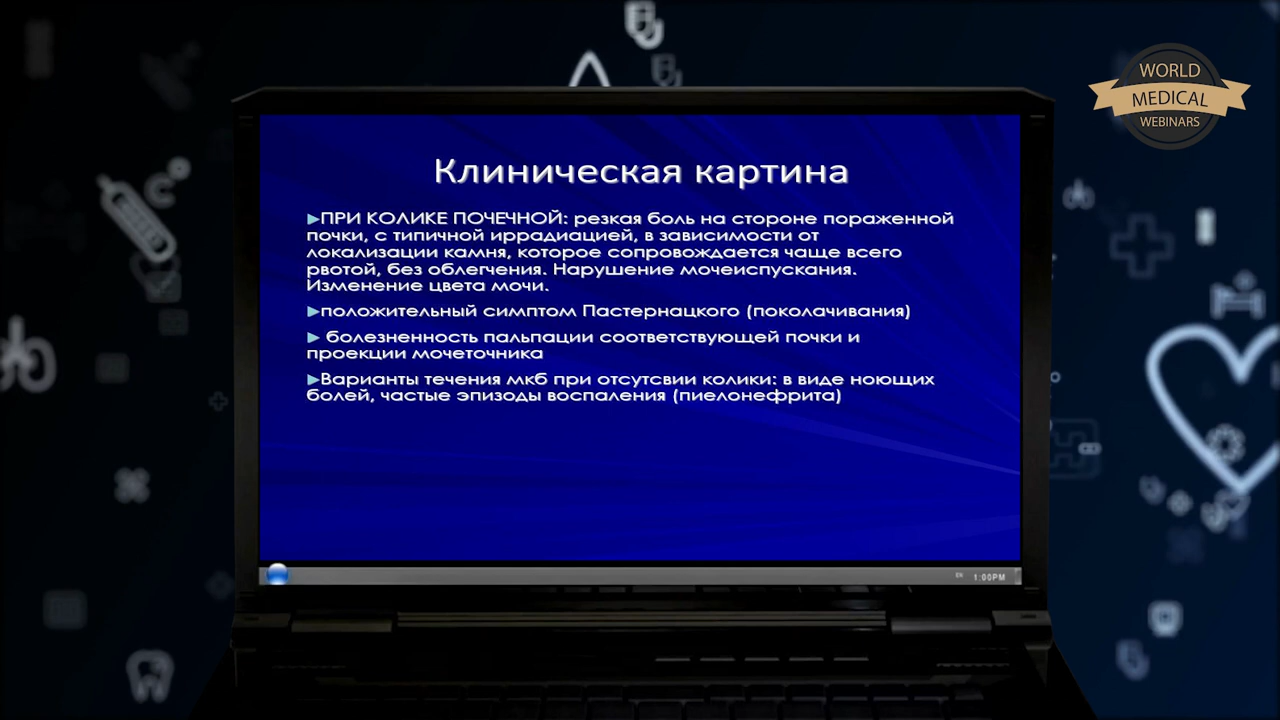 WORLD
MEDICAL
WEBINARS
Клиническая картина
►ПРИ КОЛИКЕ ПОЧЕЧНОЙ: резкая боль на стороне пораженной
почки, с типичной иррадиацией, в зависимости от
локализации камня, которое сопровождается чаще всего
рвотой, без облегчения. Нарушение мочеиспускания.
Изменение цвета мочи.
►положительный симптом Пастернацкого (поколачивания)
► болезненность пальпации соответствующей почки и
проекции мочеточника
►Варианты течения мкб при отсутсвии колики: в виде ноющих
болей, частые эпизоды воспаления (пиелонефрита)
EN 1:00PM